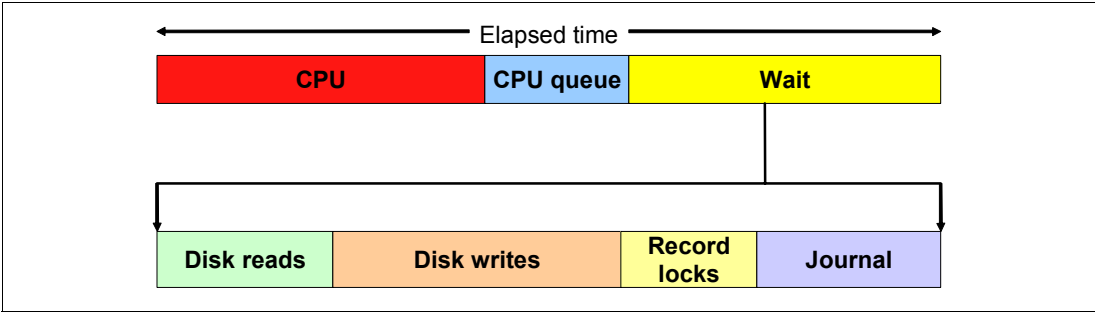 Elapsed time
CPU
CPU queue
Wait
Disk reads
Disk writes
Record
locks
Journal